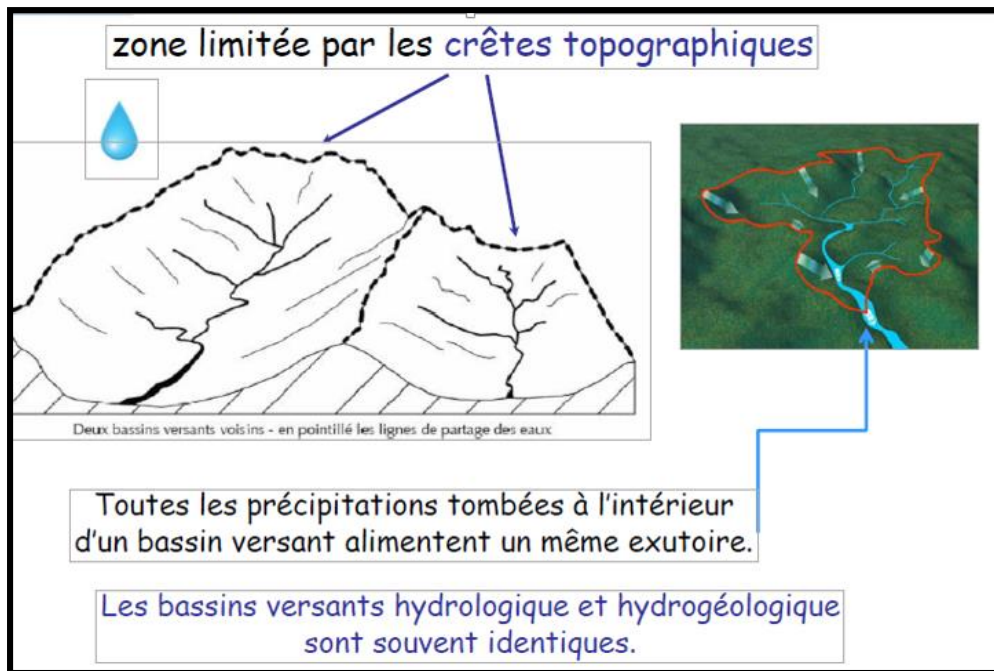 zone limitée par les crêtes topographiques
Deux bassins versants voisins - en pointillé les lignes de partage des eaux
Toutes les précipitations tombées à l'intérieur
d'un bassin versant alimentent un même exutoire.
Les bassins versants hydrologique et hydrogéologique
sont souvent identiques.